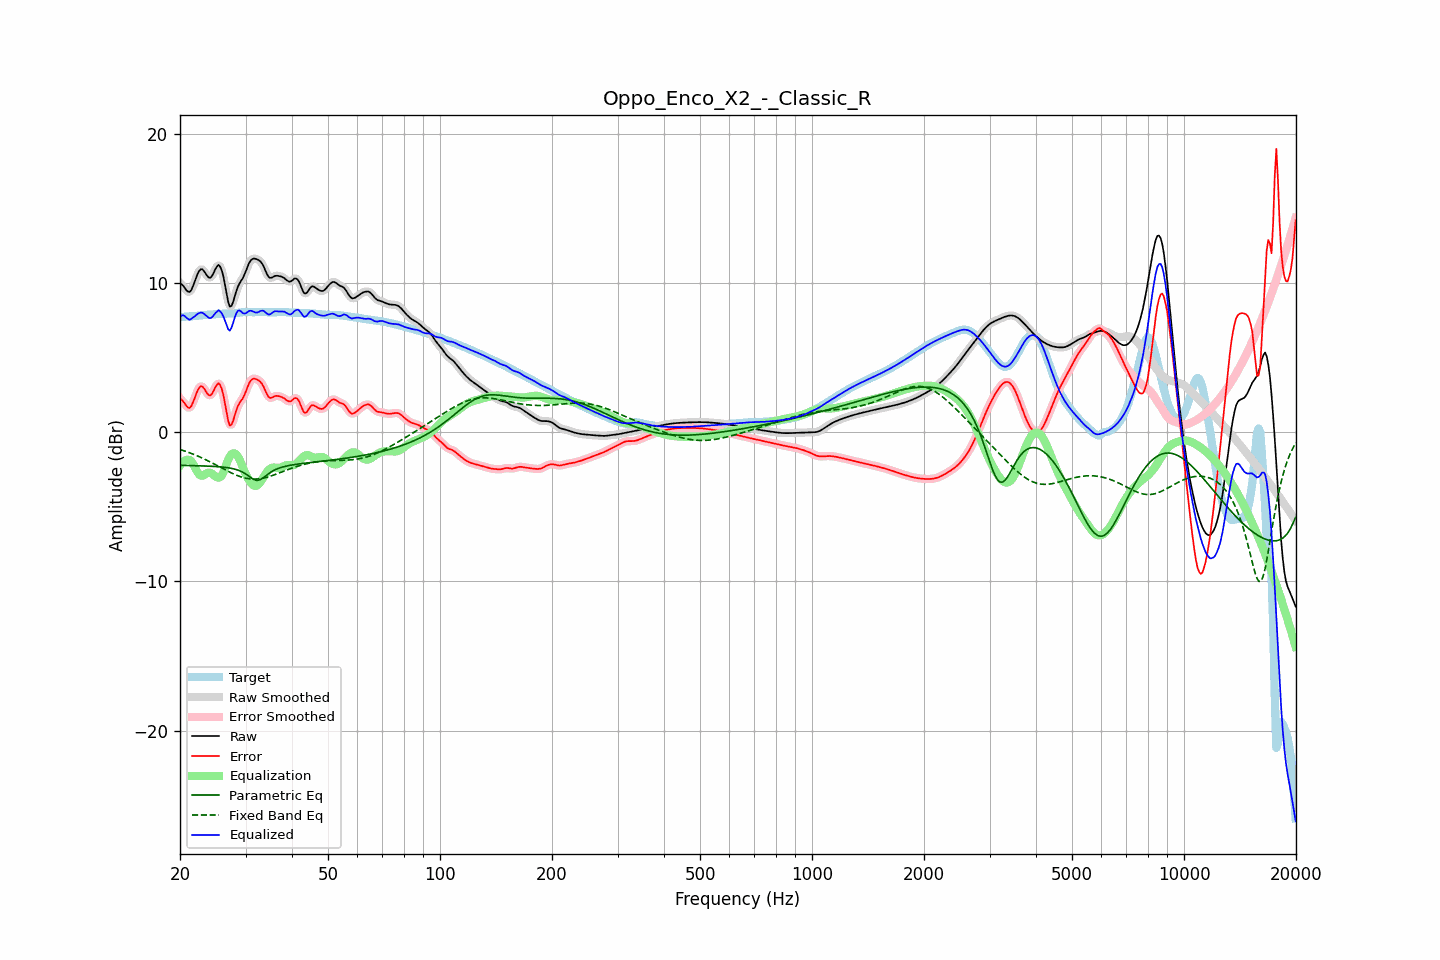 Oppo_Enco_X2_-_Classic_R
Amplitude (dBr)
20
10
0
−10
−20
Target
Raw Smoothed
Error Smoothed
Raw
Error
Equalization
Parametric Eq
Fixed Band Eq
Equalized
20
50
100
200
500
1000
2000
5000
10000
20000
Frequency (Hz)